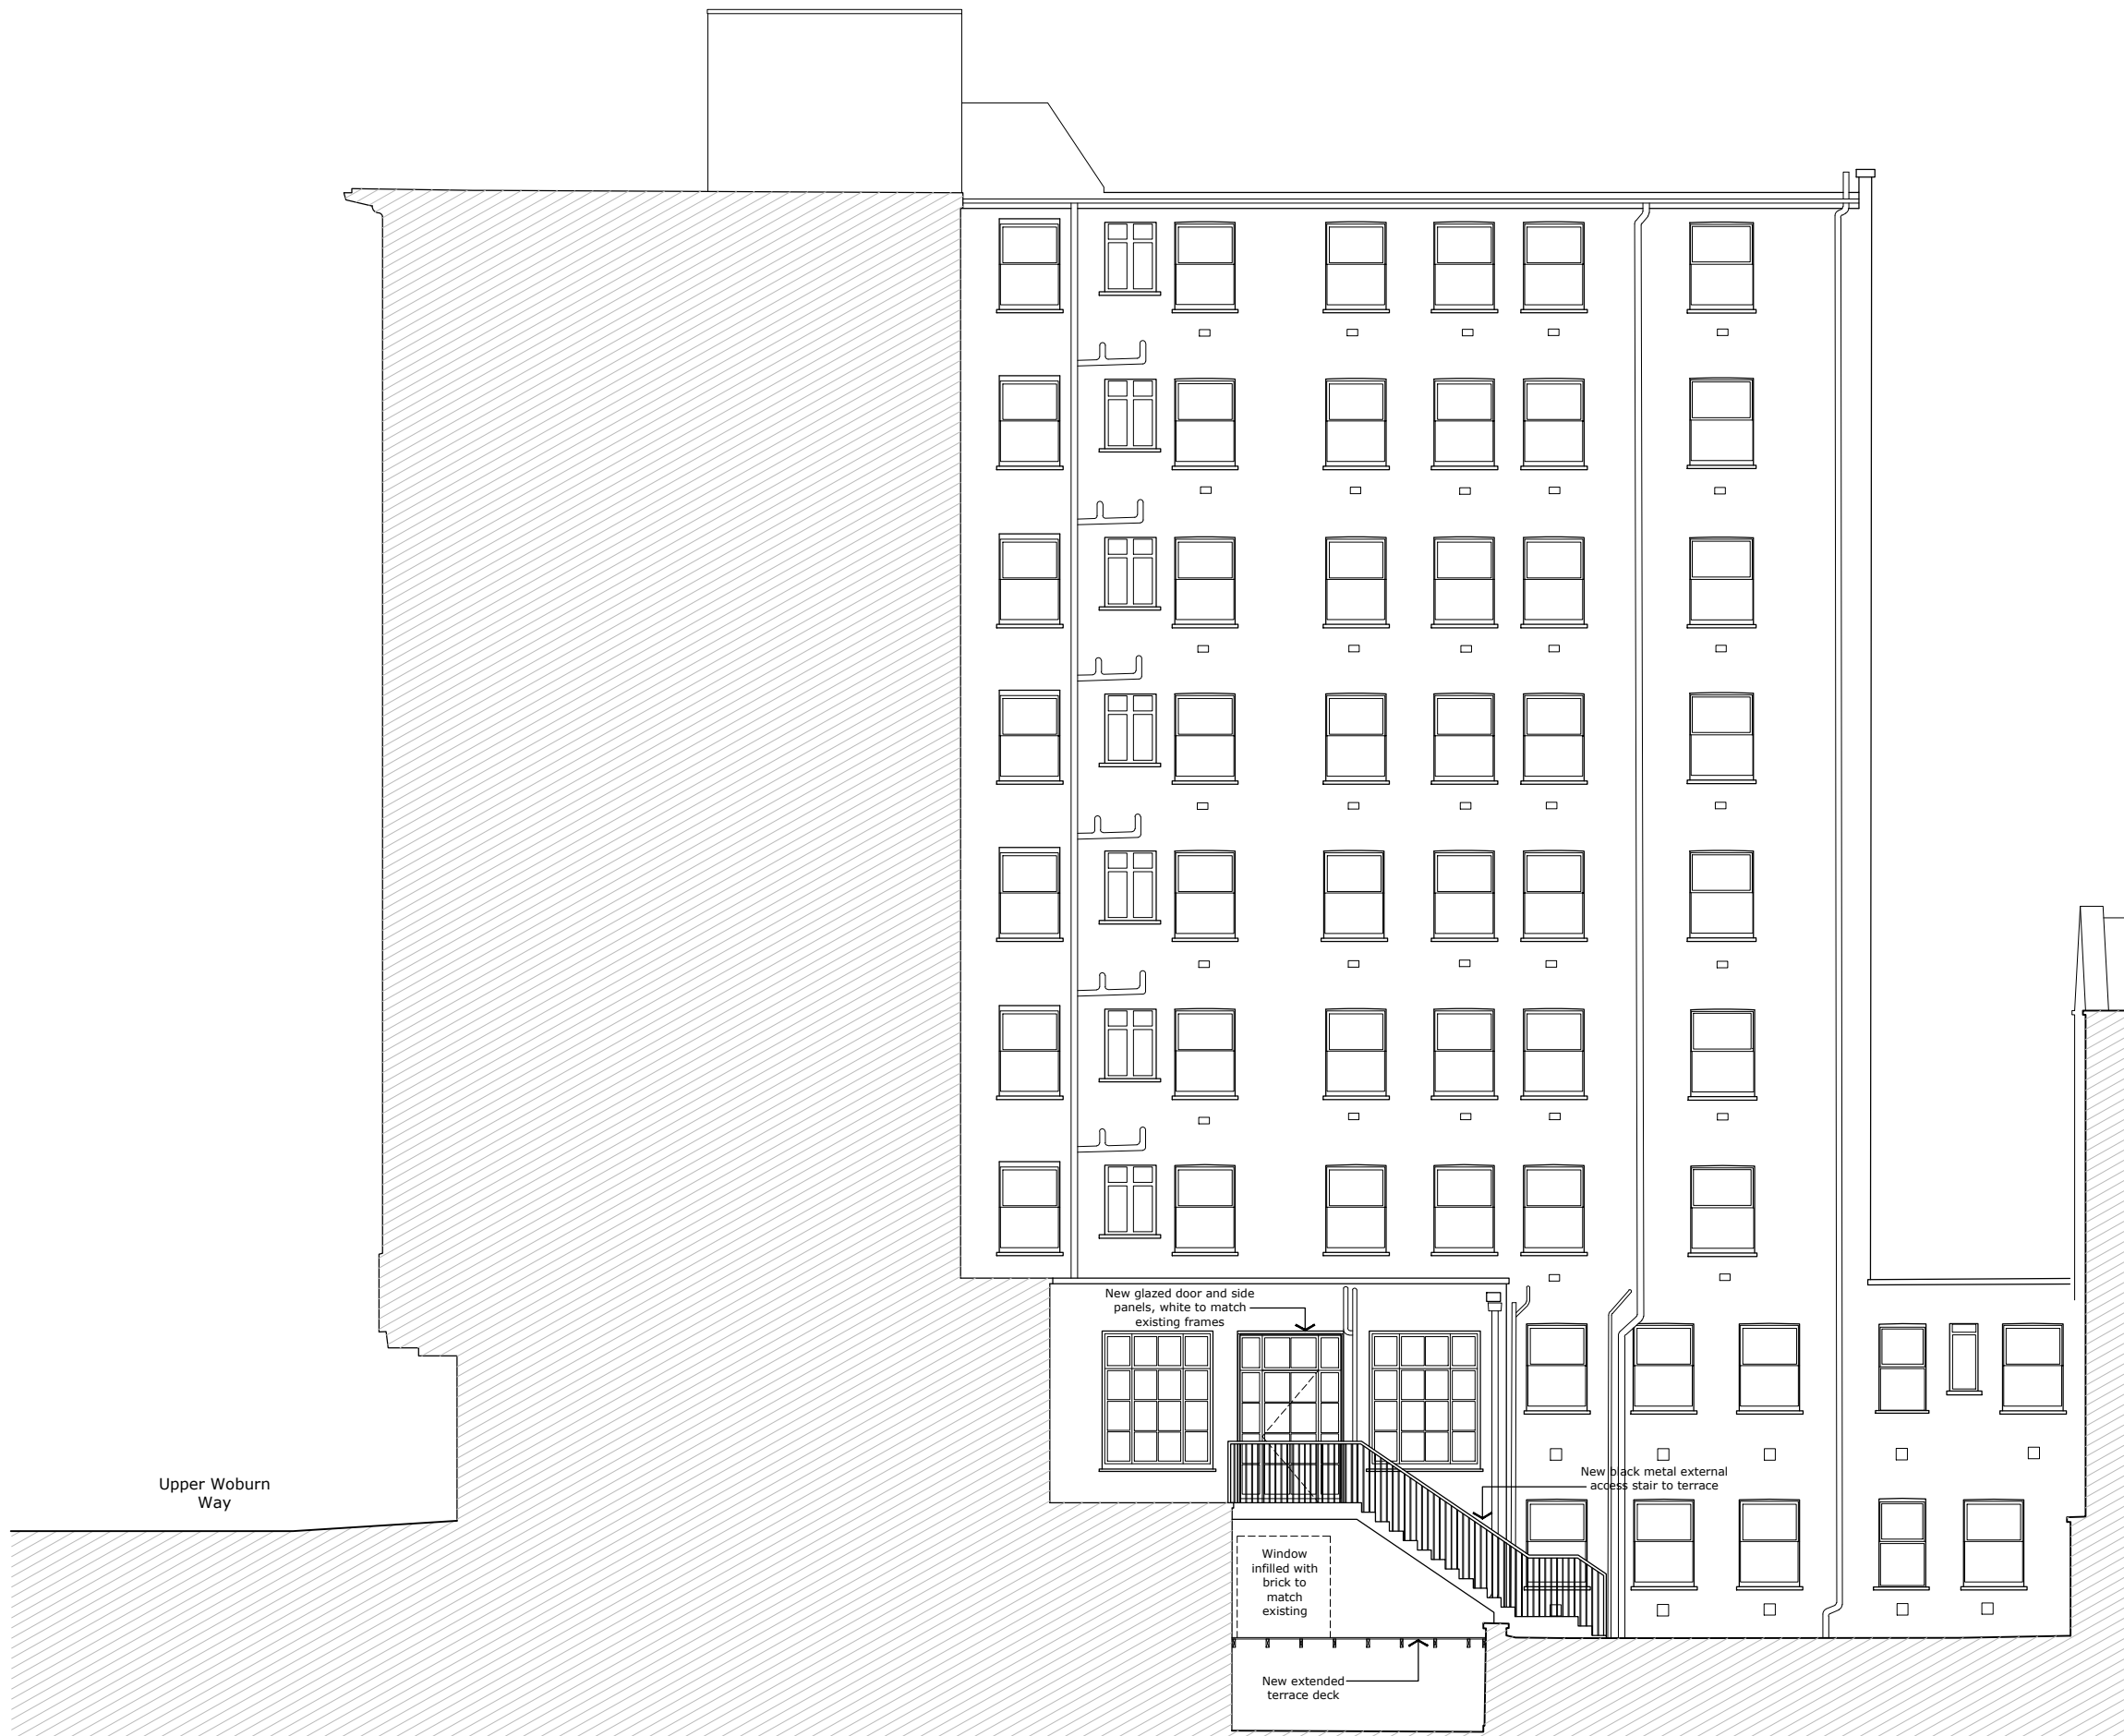 New glazed door and side
panels, white to match
existing frames
Upper Woburn
Way
New black metal external
access stair to terrace
Window
infilled with
brick to
match
existing
New extended
terrace deck